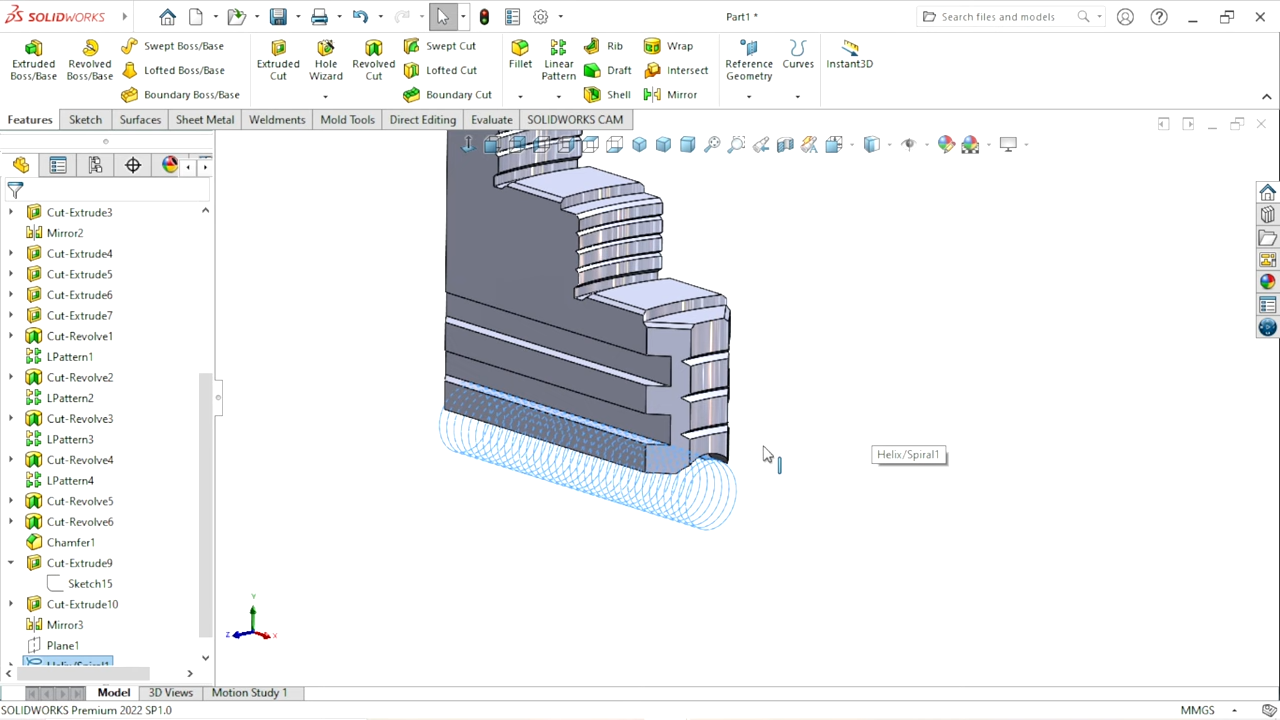 SOLIDWORKS
Part1 *
Search files and models
Extruded Boss/Base
Revolved Boss/Base
Swept Boss/Base
Lofted Boss/Base
Boundary Boss/Base
Extruded Cut
Hole Wizard
Revolved Cut
Swept Cut
Lofted Cut
Boundary Cut
Fillet
Linear Pattern
Rib
Draft
Shell
Wrap
Intersect
Mirror
Reference Geometry
Curves
Instant3D
Features
Sketch
Surfaces
Sheet Metal
Weldments
Mold Tools
Direct Editing
Evaluate
SOLIDWORKS CAM
Cut-Extrude3
Mirror2
Cut-Extrude4
Cut-Extrude5
Cut-Extrude6
Cut-Extrude7
Cut-Revolve1
LPattern1
Cut-Revolve2
LPattern2
Cut-Revolve3
LPattern3
Cut-Revolve4
LPattern4
Cut-Revolve5
Cut-Revolve6
Chamfer1
Cut-Extrude9
Sketch15
Cut-Extrude10
Mirror3
Plane1
Helix/Spiral1
Helix/Spiral1
Y
Z
X
Model
3D Views
Motion Study 1
SOLIDWORKS Premium 2022 SP1.0
MMGS